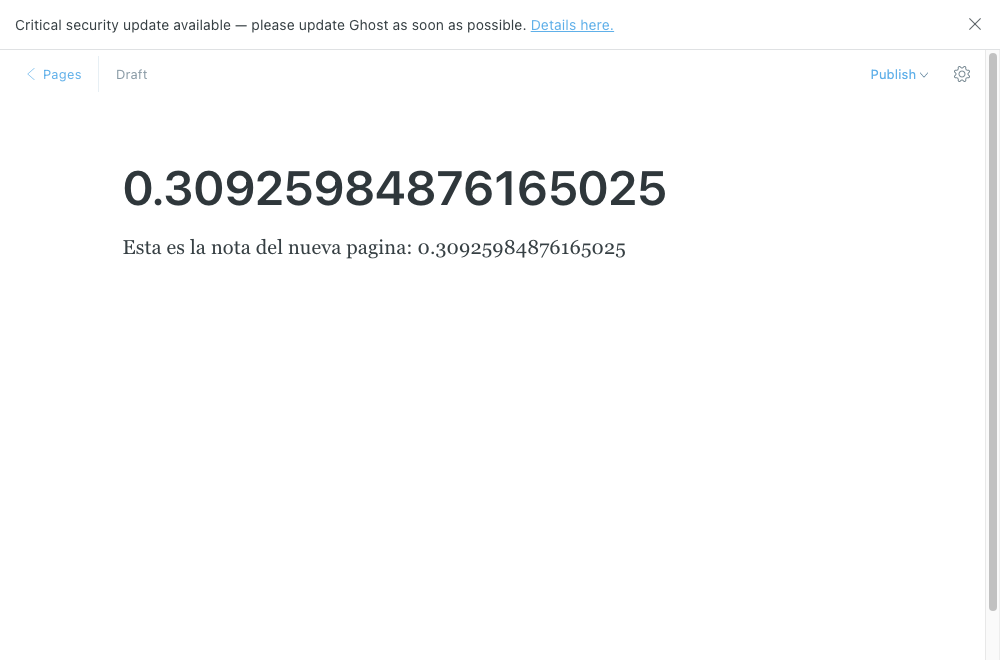 Critical security update available — please update Ghost as soon as possible. Details here.
Pages
Draft
Publish
0.30925984876165025
Esta es la nota del nueva pagina: 0.30925984876165025